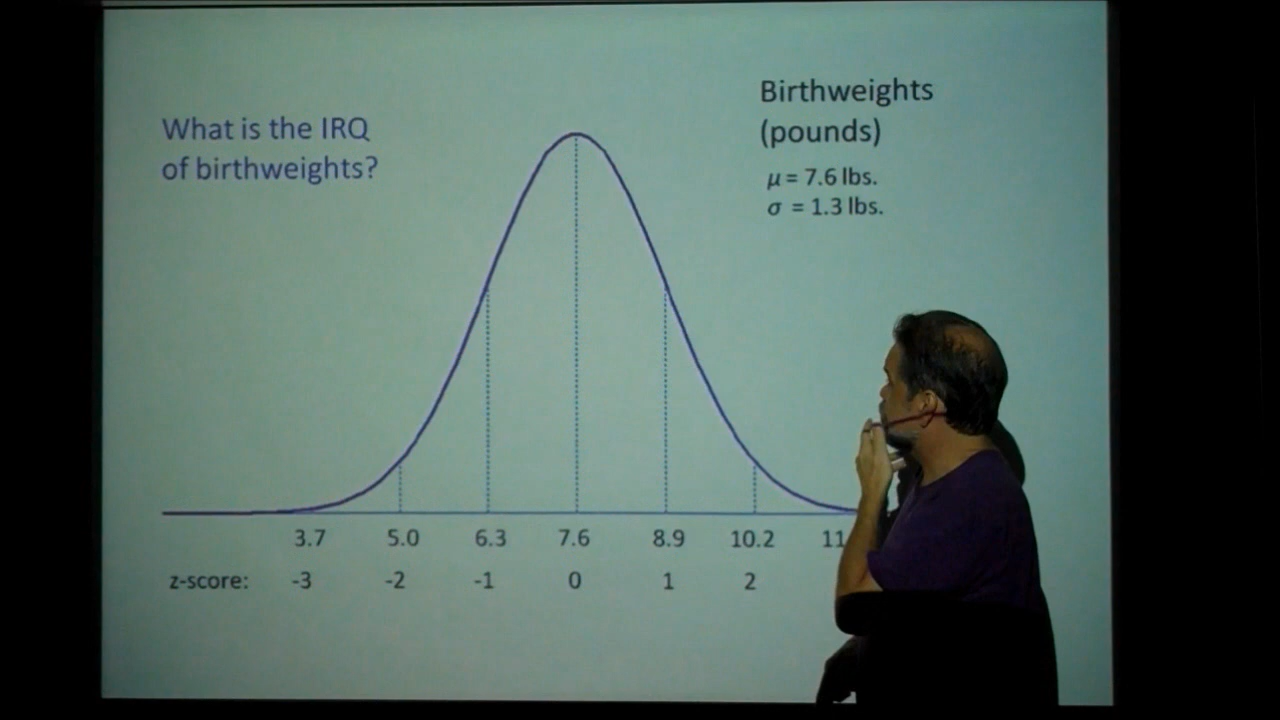 What is the IRQ
of birthweights?
Birthweights
(pounds)
μ = 7.6 lbs.
σ = 1.3 lbs.
3.7 5.0 6.3 7.6 8.9 10.2 11
z-score: -3 -2 -1 0 1 2